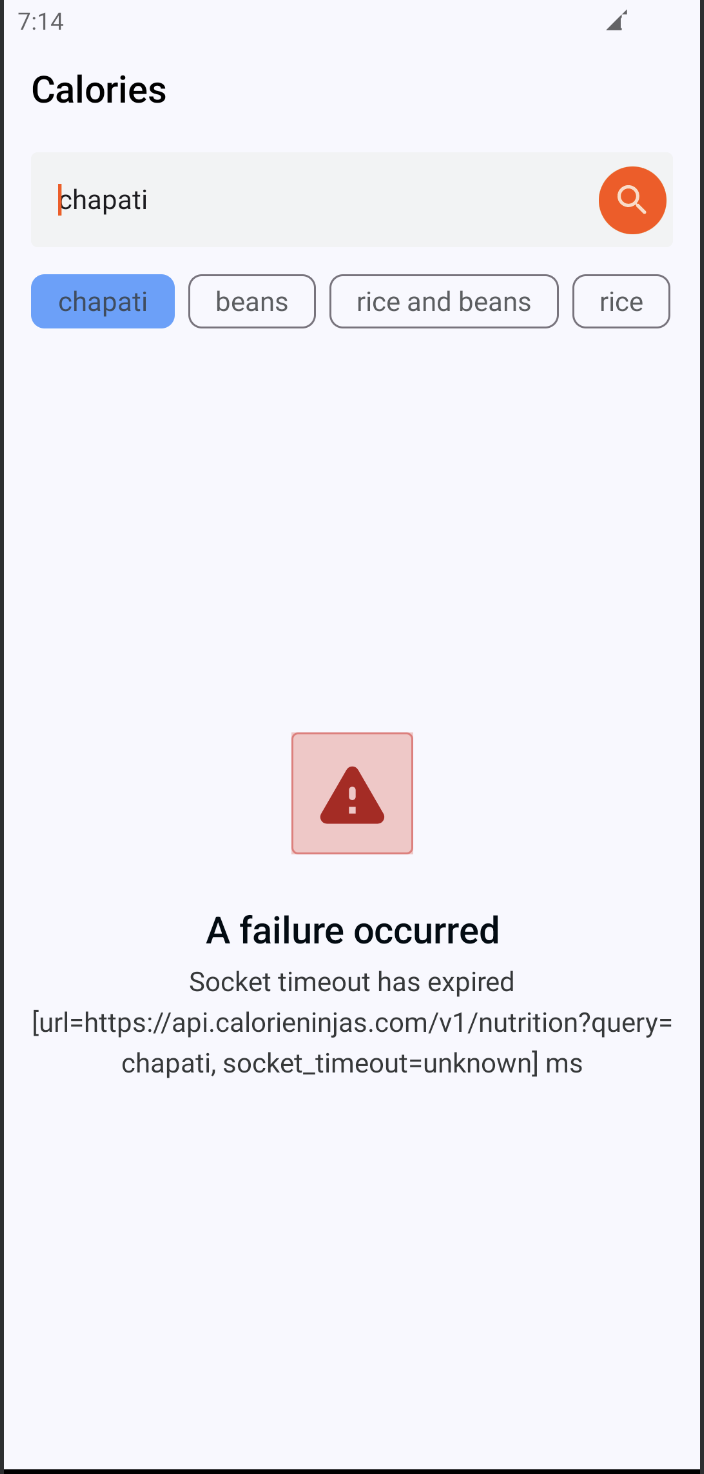 7:14
Calories
chapati
chapati beans rice and beans rice
A failure occurred
Socket timeout has expired
[url=https://api.calorieninjas.com/v1/nutrition?query=
chapati, socket_timeout=unknown] ms